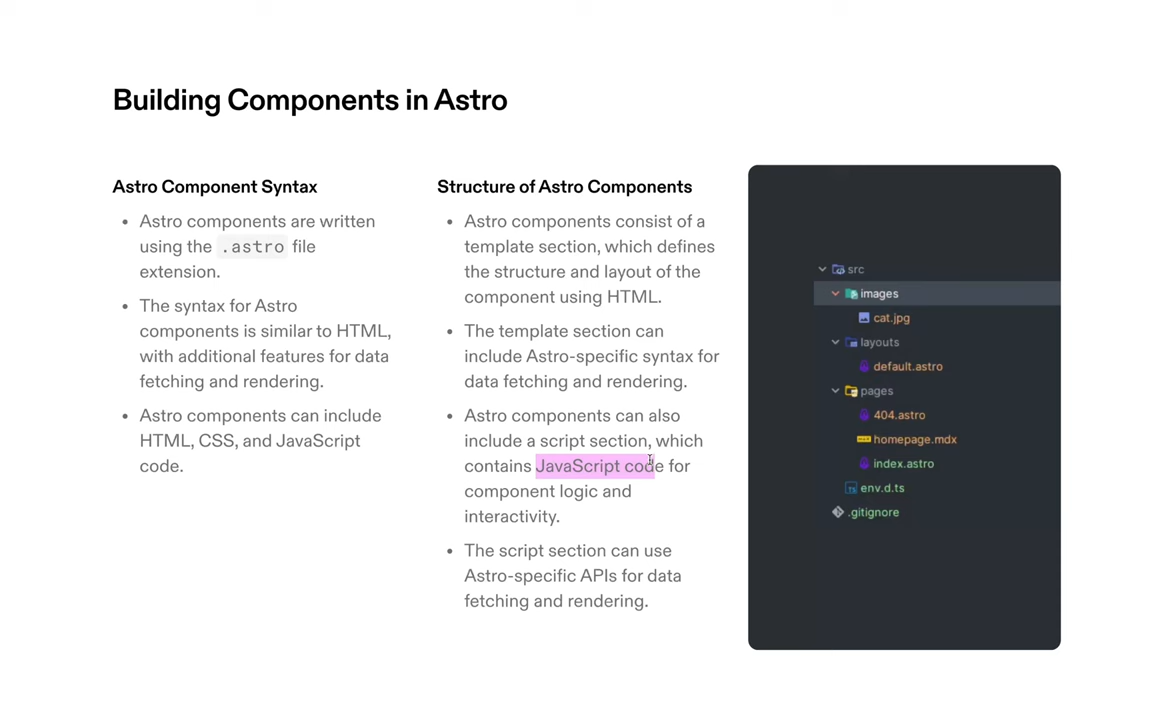 Building Components in Astro
Astro Component Syntax
Astro components are written
using the .astro file
extension.
The syntax for Astro
components is similar to HTML,
with additional features for data
fetching and rendering.
Astro components can include
HTML, CSS, and JavaScript
code.
Structure of Astro Components
Astro components consist of a
template section, which defines
the structure and layout of the
component using HTML.
The template section can
include Astro-specific syntax for
data fetching and rendering.
Astro components can also
include a script section, which
contains JavaScript code for
component logic and
interactivity.
The script section can use
Astro-specific APIs for data
fetching and rendering.
src
images
cat.jpg
layouts
default.astro
pages
404.astro
homepage.mdx
index.astro
TS env.d.ts
.gitignore